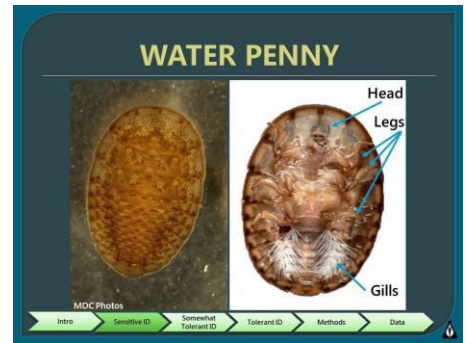 WATER PENNY
Head
Legs
Gills
MDC Photos
Intro
Sensitive ID
Somewhat
Tolerant ID
Tolerant ID
Methods
Data